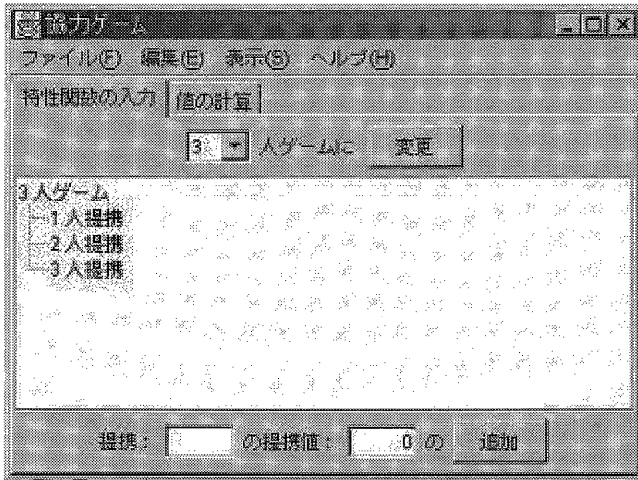 協力ゲーム
ファイル(F) 編集(E) 表示(S) ヘルプ(H)
特性関数の入力 値の計算
3 人ゲームに 変更
3人ゲーム
1人提携
2人提携
3人提携
提携: の提携値: 0 の 追加